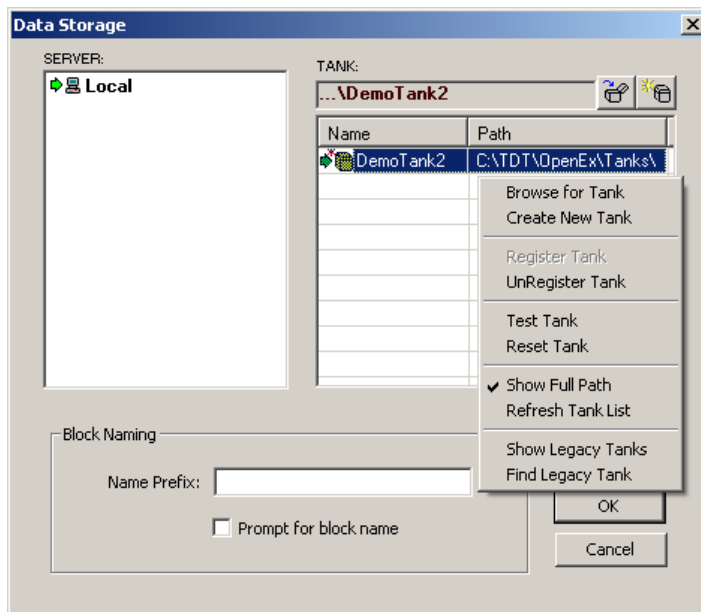 Data Storage
SERVER:
Local
TANK:
...\DemoTank2
Name Path
DemoTank2 C:\TDT\OpenEx\Tanks\
Browse for Tank
Create New Tank
Register Tank
UnRegister Tank
Test Tank
Reset Tank
Show Full Path
Refresh Tank List
Show Legacy Tanks
Find Legacy Tank
Block Naming
Name Prefix:
Prompt for block name
OK
Cancel